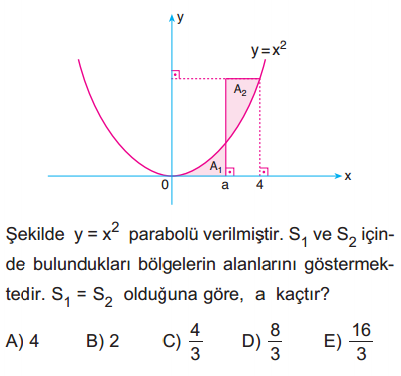 y
y=x²
A₂
A₁
0 a 4 x
Şekilde y = x² parabolü verilmiştir. S₁ ve S₂ için-
de bulundukları bölgelerin alanlarını göstermek-
tedir. S₁ = S₂ olduğuna göre, a kaçtır?
A) 4 B) 2 C) 4/3 D) 8/3 E) 16/3